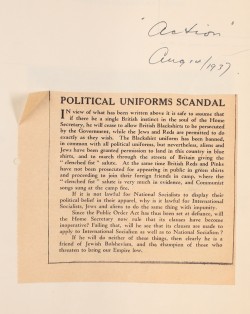 "Action"
Aug 10/1937
POLITICAL UNIFORMS SCANDAL
IN view of what has been written above it is safe to assume that
if there be a single British instinct in the soul of the Home
Secretary, he will cease to allow British Blackshirts to be persecuted
by the Government, while the Jews and Reds are permitted to do
exactly as they wish. The Blackshirt uniform has been banned,
in common with all political uniforms, but nevertheless, aliens and
Jews have been granted permission to land in this country in blue
shirts, and to march through the streets of Britain giving the
"clenched fist" salute. At the same time British Reds and Pinks
have not been prosecuted for appearing in public in green shirts
and proceeding to join their foreign friends in camp, where the
"clenched fist" salute is very much in evidence, and Communist
songs sung at the camp fire.
If it is not lawful for National Socialists to display their
political belief in their apparel, why is it lawful for International
Socialists, Jews and aliens to do the same thing with impunity.
Since the Public Order Act has thus been set at defiance, will
the Home Secretary now rule that its clauses have become
inoperative? Failing that, will he see that its clauses are made to
apply to International Socialism as well as to National Socialism?
If he will do neither of these things, then clearly he is a
friend of Jewish Bolshevism, and the champion of those who
threaten to bring our Empire low.